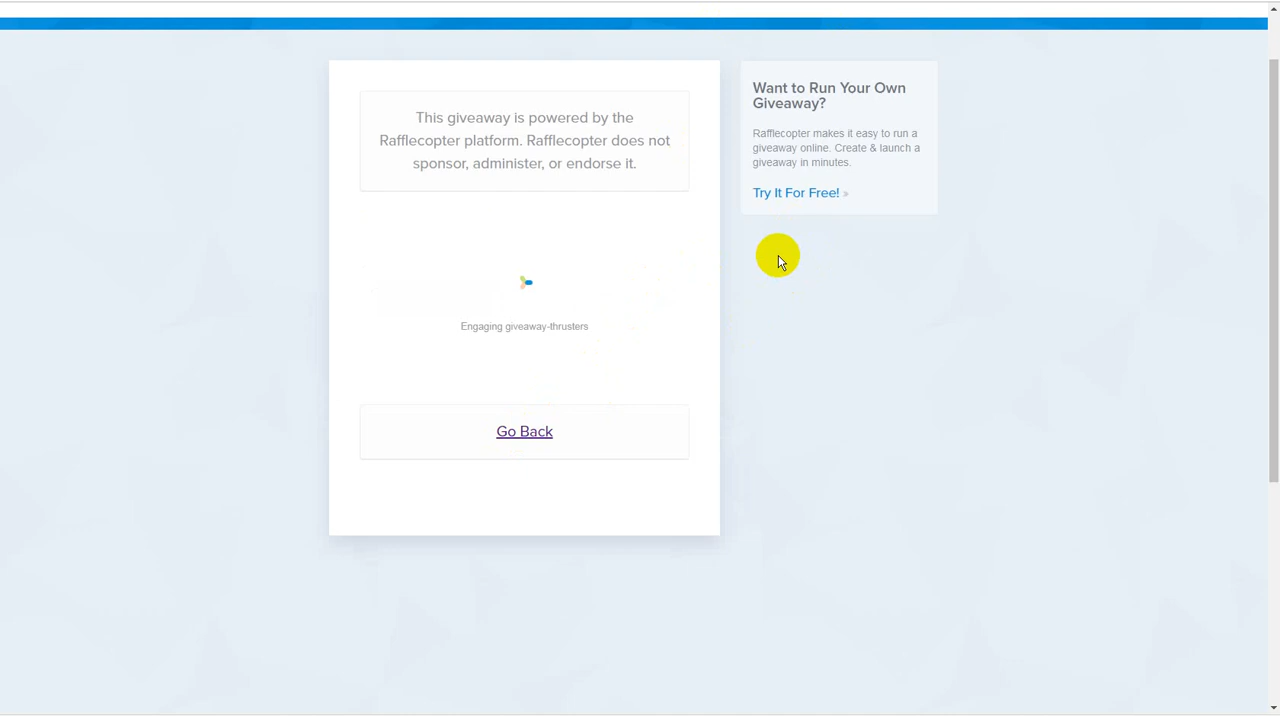 This giveaway is powered by the
Rafflecopter platform. Rafflecopter does not
sponsor, administer, or endorse it.
Engaging giveaway-thrusters
Go Back
Want to Run Your Own
Giveaway?
Rafflecopter makes it easy to run a
giveaway online. Create & launch a
giveaway in minutes.
Try It For Free! »